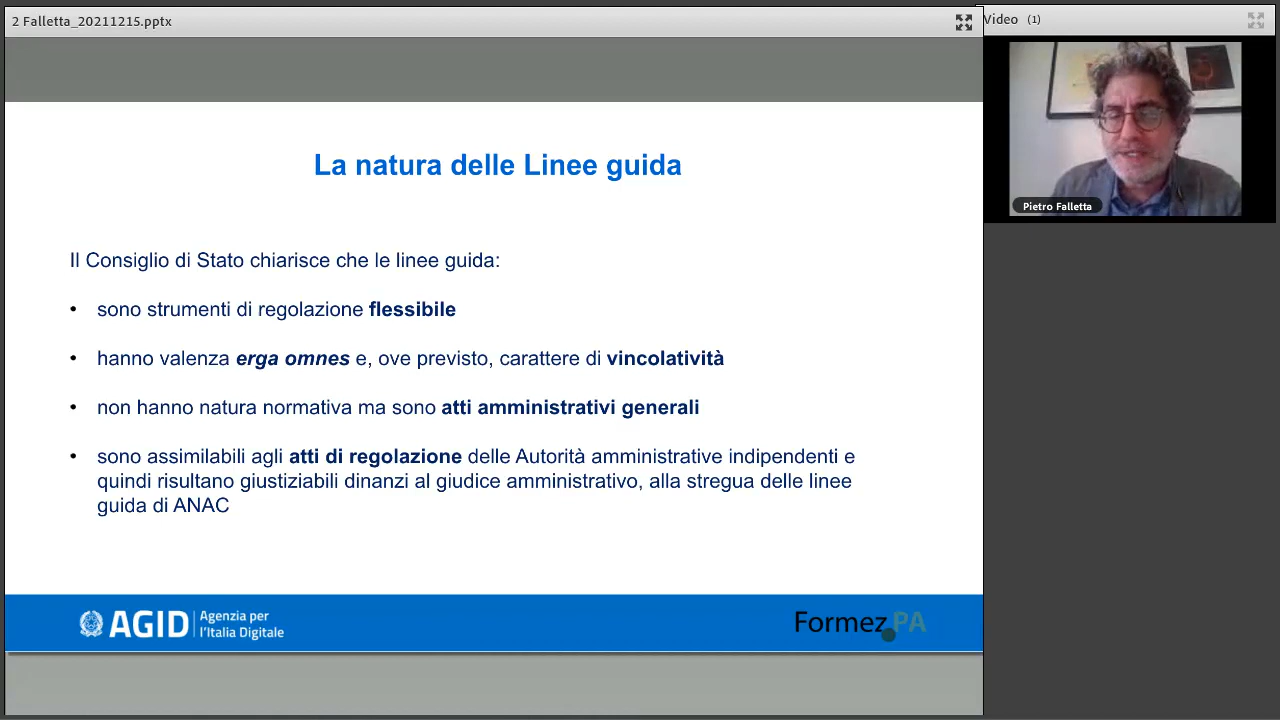 2 Falletta_20211215.pptx
Video (1)
Pietro Falletta
La natura delle Linee guida
Il Consiglio di Stato chiarisce che le linee guida:
• sono strumenti di regolazione flessibile
• hanno valenza erga omnes e, ove previsto, carattere di vincolatività
• non hanno natura normativa ma sono atti amministrativi generali
• sono assimilabili agli atti di regolazione delle Autorità amministrative indipendenti e
quindi risultano giustiziabili dinanzi al giudice amministrativo, alla stregua delle linee
guida di ANAC
AGID Agenzia per
l'Italia Digitale
Formez PA